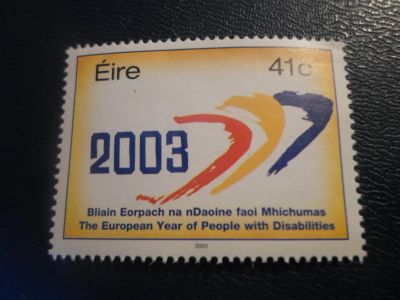 Éire 41c
2003
Bliain Eorpach na nDaoine faoi Mhíchumas
The European Year of People with Disabilities
2003